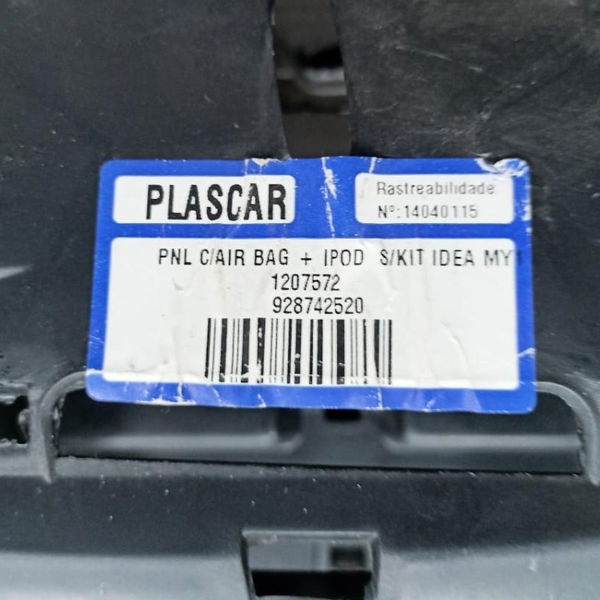 PLASCAR
Rastreabilidade
Nº:14040115
PNL C/AIR BAG + IPOD S/KIT IDEA MY
1207572
928742520